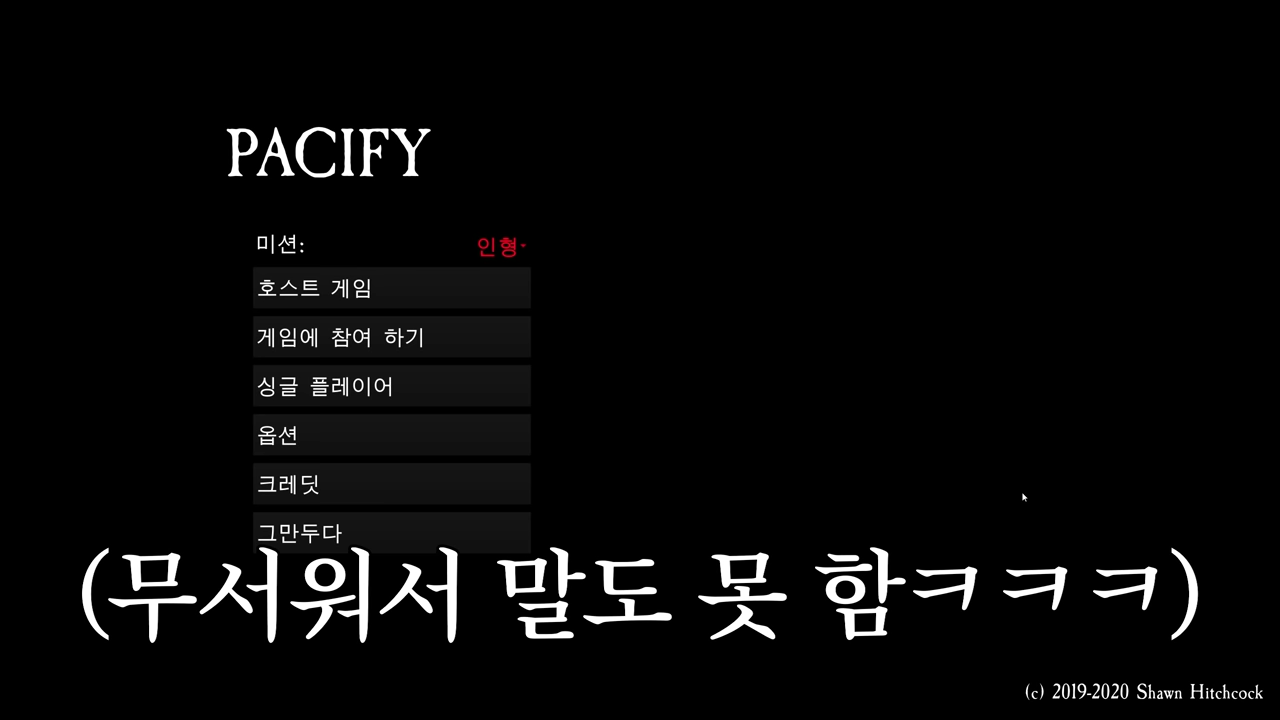 PACIFY
미션: 인형
호스트 게임
게임에 참여 하기
싱글 플레이어
옵션
크레딧
그만두다
(무서워서 말도 못 함ㅋㅋㅋ)
(c) 2019-2020 Shawn Hitchcock